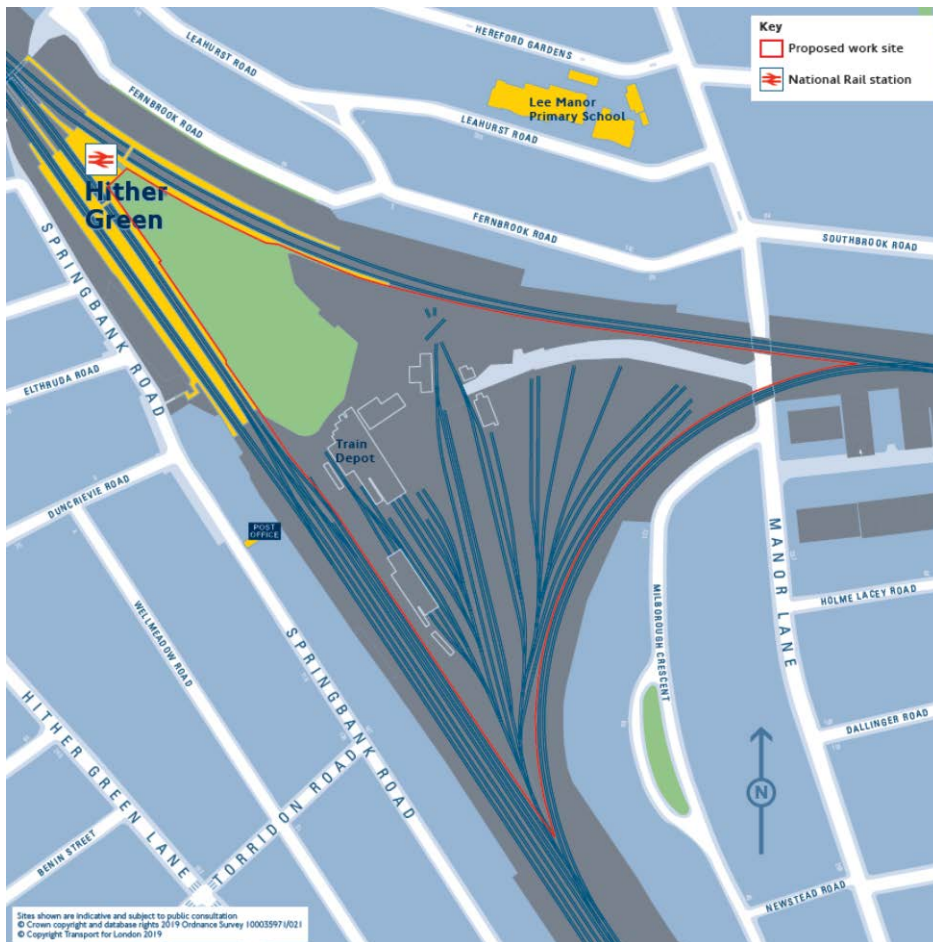 Key
Proposed work site
National Rail station
HEREFORD GARDENS
LEAHURST ROAD
Lee Manor
Primary School
LEAHURST ROAD
FERNBROOK ROAD
Hither
Green
FERNBROOK ROAD
SOUTHBROOK ROAD
SPRINGBANK ROAD
ELTHRUDA ROAD
Train
Depot
DUNCRIEVIE ROAD
POST
OFFICE
MANOR LANE
HOLME LACEY ROAD
MILBOROUGH CRESCENT
WELLMEADOW ROAD
SPRINGBANK ROAD
HITHER GREEN LANE
TORRIDON ROAD
DALLINGER ROAD
N
BENIN STREET
NEWSTEAD ROAD
Sites shown are indicative and subject to public consultation
© Crown copyright and database rights 2019 Ordnance Survey 100035971/021
© Copyright Transport for London 2019